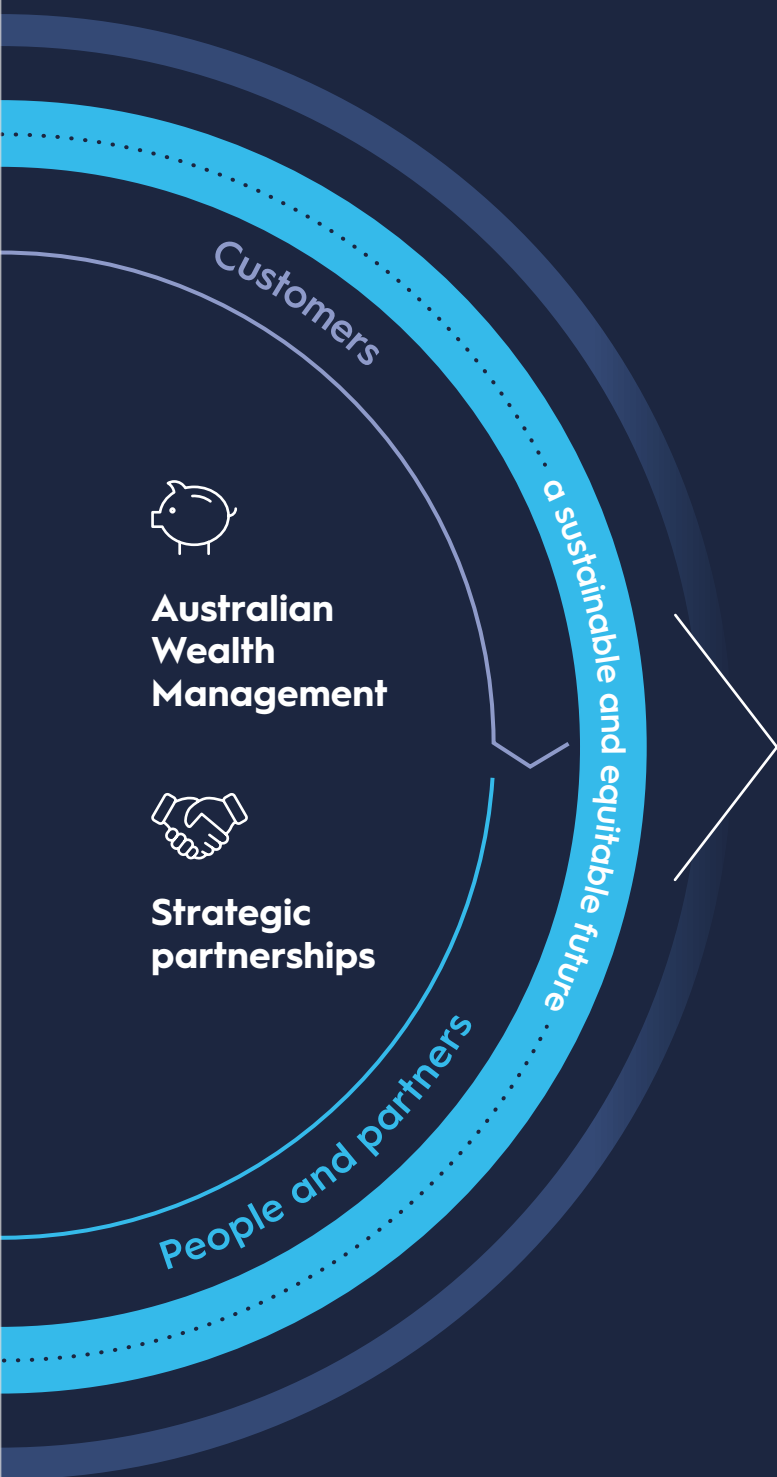 Customers
a sustainable and equitable future
Australian
Wealth
Management
Strategic
partnerships
People and partners